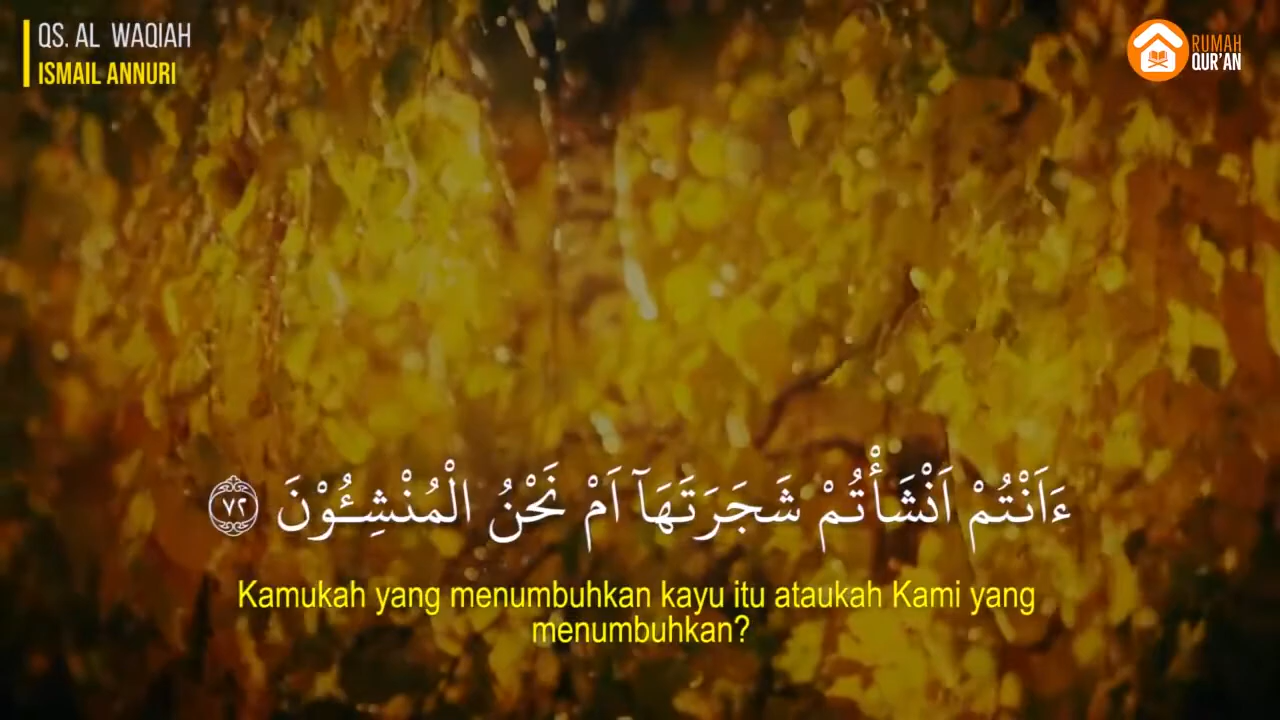 QS. AL WAQIAH
ISMAIL ANNURI
RUMAH
QUR'AN
ءَاَنْتُمْ اَنْشَأْتُمْ شَجَرَتَهَآ اَمْ نَحْنُ الْمُنْشِـُٔوْنَ ٧٢
Kamukah yang menumbuhkan kayu itu ataukah Kami yang
menumbuhkan?